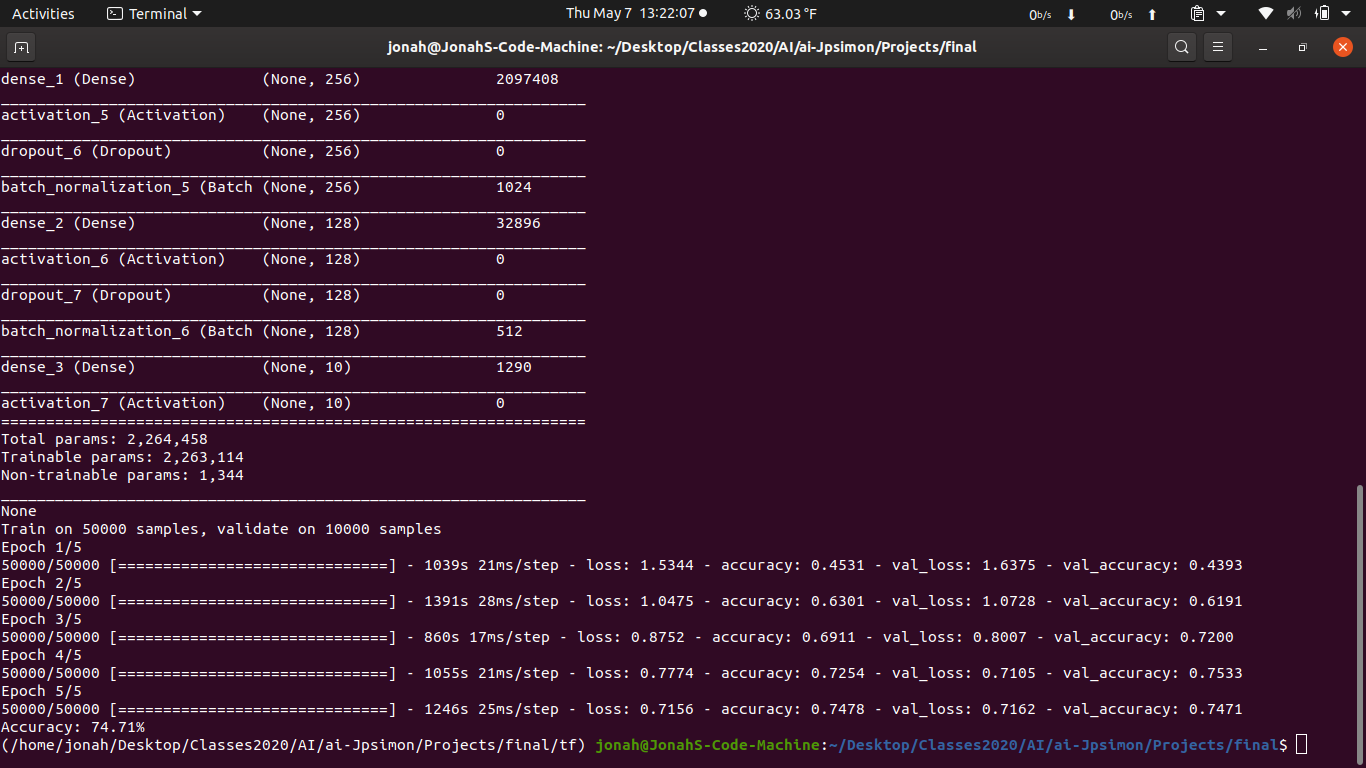 Activities Terminal Thu May 7 13:22:07 63.03 °F 0b/s 0b/s
jonah@JonahS-Code-Machine: ~/Desktop/Classes2020/AI/ai-Jpsimon/Projects/final
dense_1 (Dense) (None, 256) 2097408
_________________________________________________________________
activation_5 (Activation) (None, 256) 0
_________________________________________________________________
dropout_6 (Dropout) (None, 256) 0
_________________________________________________________________
batch_normalization_5 (Batch (None, 256) 1024
_________________________________________________________________
dense_2 (Dense) (None, 128) 32896
_________________________________________________________________
activation_6 (Activation) (None, 128) 0
_________________________________________________________________
dropout_7 (Dropout) (None, 128) 0
_________________________________________________________________
batch_normalization_6 (Batch (None, 128) 512
_________________________________________________________________
dense_3 (Dense) (None, 10) 1290
_________________________________________________________________
activation_7 (Activation) (None, 10) 0
=================================================================
Total params: 2,264,458
Trainable params: 2,263,114
Non-trainable params: 1,344
_________________________________________________________________
None
Train on 50000 samples, validate on 10000 samples
Epoch 1/5
50000/50000 [==============================] - 1039s 21ms/step - loss: 1.5344 - accuracy: 0.4531 - val_loss: 1.6375 - val_accuracy: 0.4393
Epoch 2/5
50000/50000 [==============================] - 1391s 28ms/step - loss: 1.0475 - accuracy: 0.6301 - val_loss: 1.0728 - val_accuracy: 0.6191
Epoch 3/5
50000/50000 [==============================] - 860s 17ms/step - loss: 0.8752 - accuracy: 0.6911 - val_loss: 0.8007 - val_accuracy: 0.7200
Epoch 4/5
50000/50000 [==============================] - 1055s 21ms/step - loss: 0.7774 - accuracy: 0.7254 - val_loss: 0.7105 - val_accuracy: 0.7533
Epoch 5/5
50000/50000 [==============================] - 1246s 25ms/step - loss: 0.7156 - accuracy: 0.7478 - val_loss: 0.7162 - val_accuracy: 0.7471
Accuracy: 74.71%
(/home/jonah/Desktop/Classes2020/AI/ai-Jpsimon/Projects/final/tf) jonah@JonahS-Code-Machine:~/Desktop/Classes2020/AI/ai-Jpsimon/Projects/final$